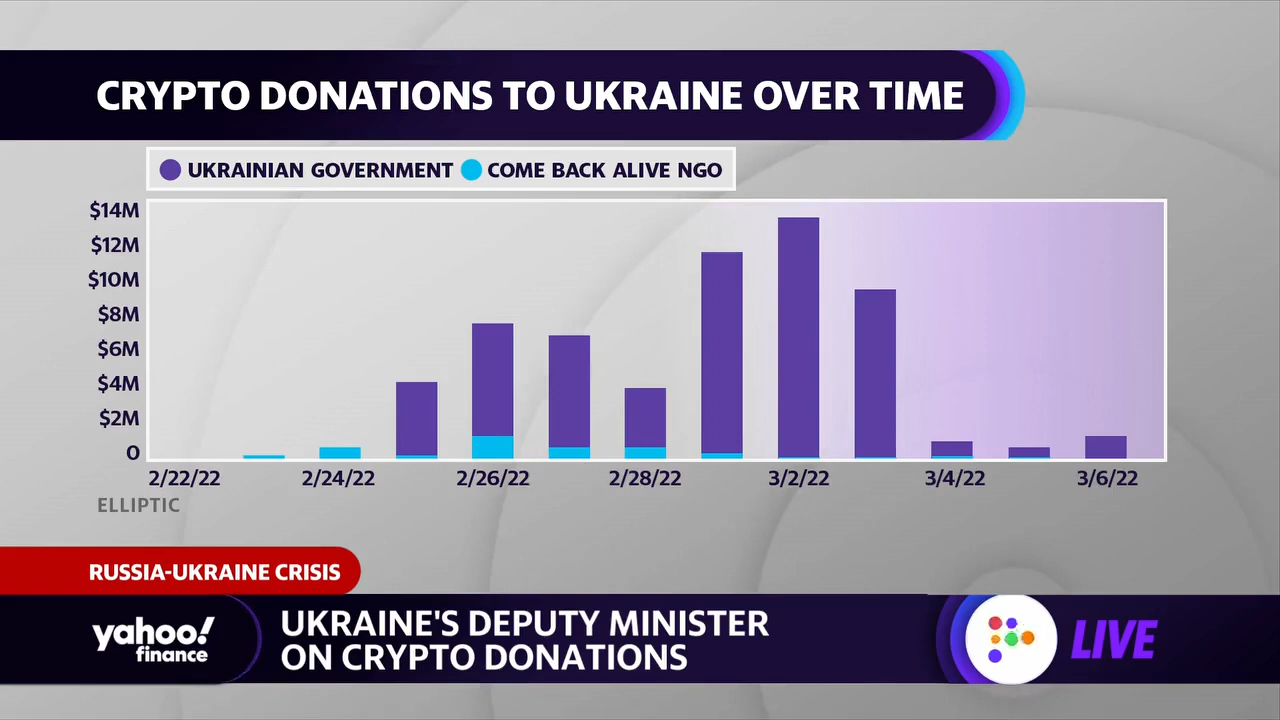 CRYPTO DONATIONS TO UKRAINE OVER TIME
UKRAINIAN GOVERNMENT COME BACK ALIVE NGO
$14M
$12M
$10M
$8M
$6M
$4M
$2M
0
2/22/22 2/24/22 2/26/22 2/28/22 3/2/22 3/4/22 3/6/22
ELLIPTIC
RUSSIA-UKRAINE CRISIS
yahoo!
finance
UKRAINE'S DEPUTY MINISTER
ON CRYPTO DONATIONS
LIVE